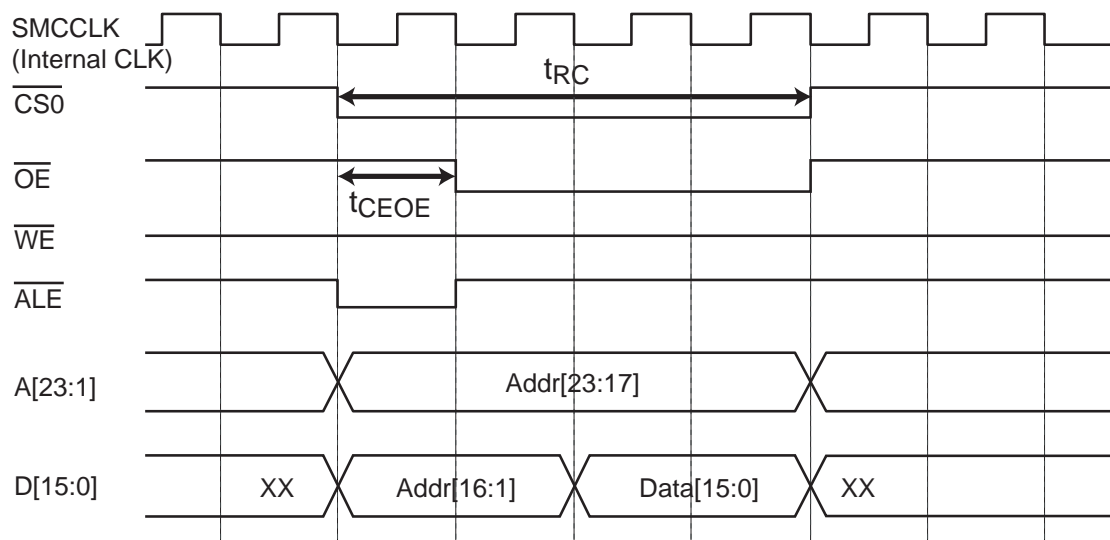 SMCCLK
(Internal CLK)
tRC
CS0
OE
tCEOE
WE
ALE
A[23:1]
Addr[23:17]
D[15:0]
XX
Addr[16:1]
Data[15:0]
XX